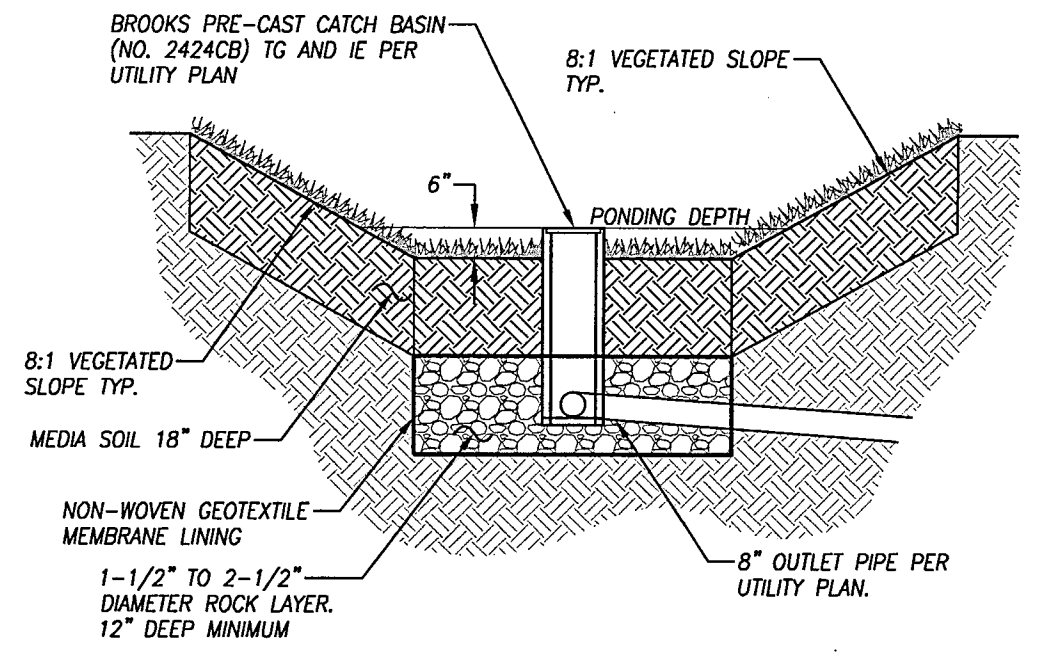 BROOKS PRE-CAST CATCH BASIN
(NO. 2424CB) TG AND IE PER
UTILITY PLAN
8:1 VEGETATED SLOPE
TYP.
6"
PONDING DEPTH
8:1 VEGETATED
SLOPE TYP.
MEDIA SOIL 18" DEEP
NON-WOVEN GEOTEXTILE
MEMBRANE LINING
1-1/2" TO 2-1/2"
DIAMETER ROCK LAYER.
12" DEEP MINIMUM
8" OUTLET PIPE PER
UTILITY PLAN.